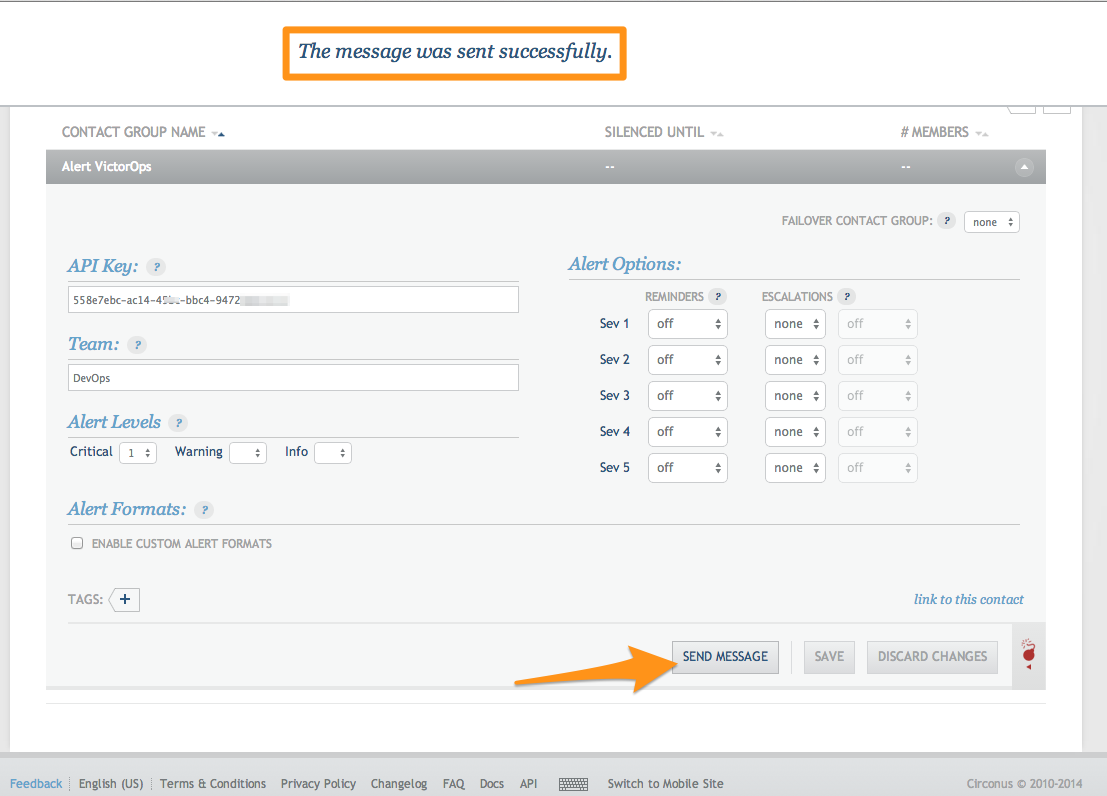 The message was sent successfully.
CONTACT GROUP NAME SILENCED UNTIL # MEMBERS
Alert VictorOps -- --
FAILOVER CONTACT GROUP: ? none
API Key: ?
558e7ebc-ac14- -bbc4-9472
Team: ?
DevOps
Alert Levels ?
Critical 1 Warning Info
Alert Options:
REMINDERS ? ESCALATIONS ?
Sev 1 off none off
Sev 2 off none off
Sev 3 off none off
Sev 4 off none off
Sev 5 off none off
Alert Formats: ?
ENABLE CUSTOM ALERT FORMATS
TAGS: +
link to this contact
SEND MESSAGE SAVE DISCARD CHANGES
Feedback English (US) Terms & Conditions Privacy Policy Changelog FAQ Docs API Switch to Mobile Site Circonus © 2010-2014